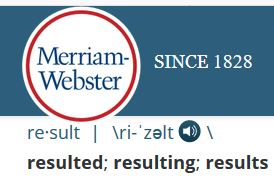 Merriam-
Webster
SINCE 1828
re·sult | \ri-ˈzəlt \
resulted; resulting; results